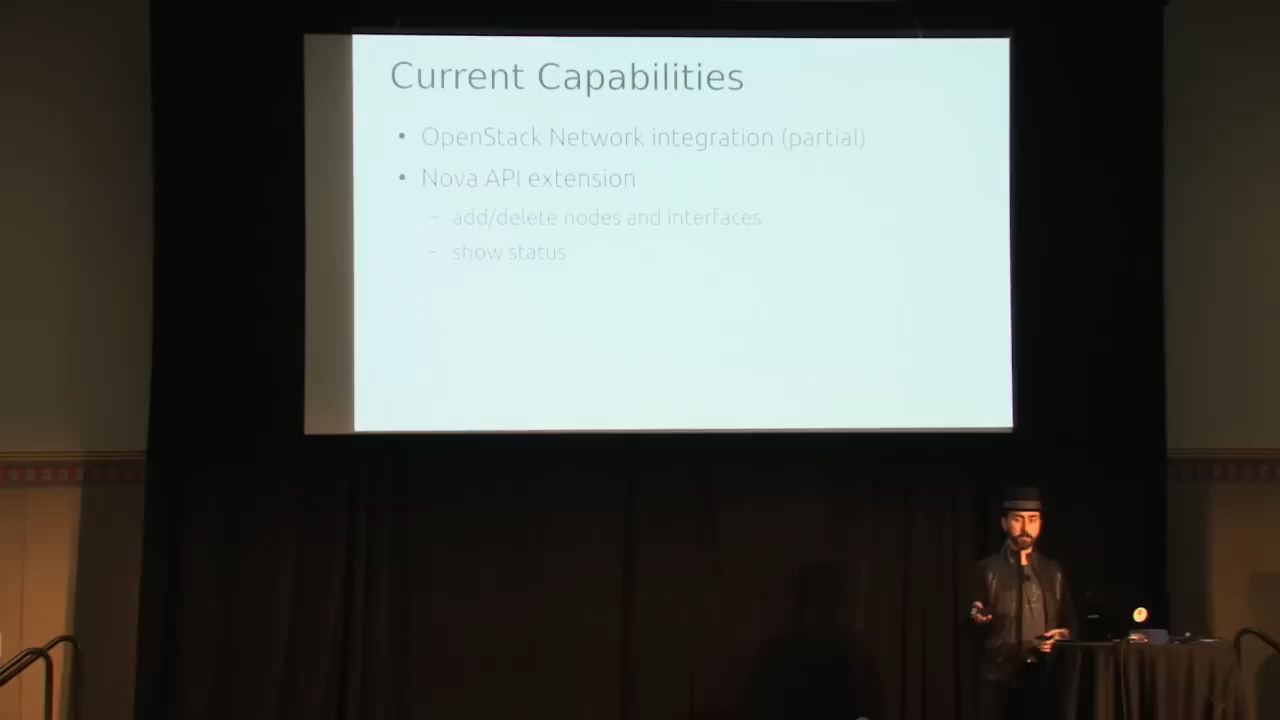 Current Capabilities
• OpenStack Network integration (partial)
• Nova API extension
– add/delete nodes and interfaces
– show status